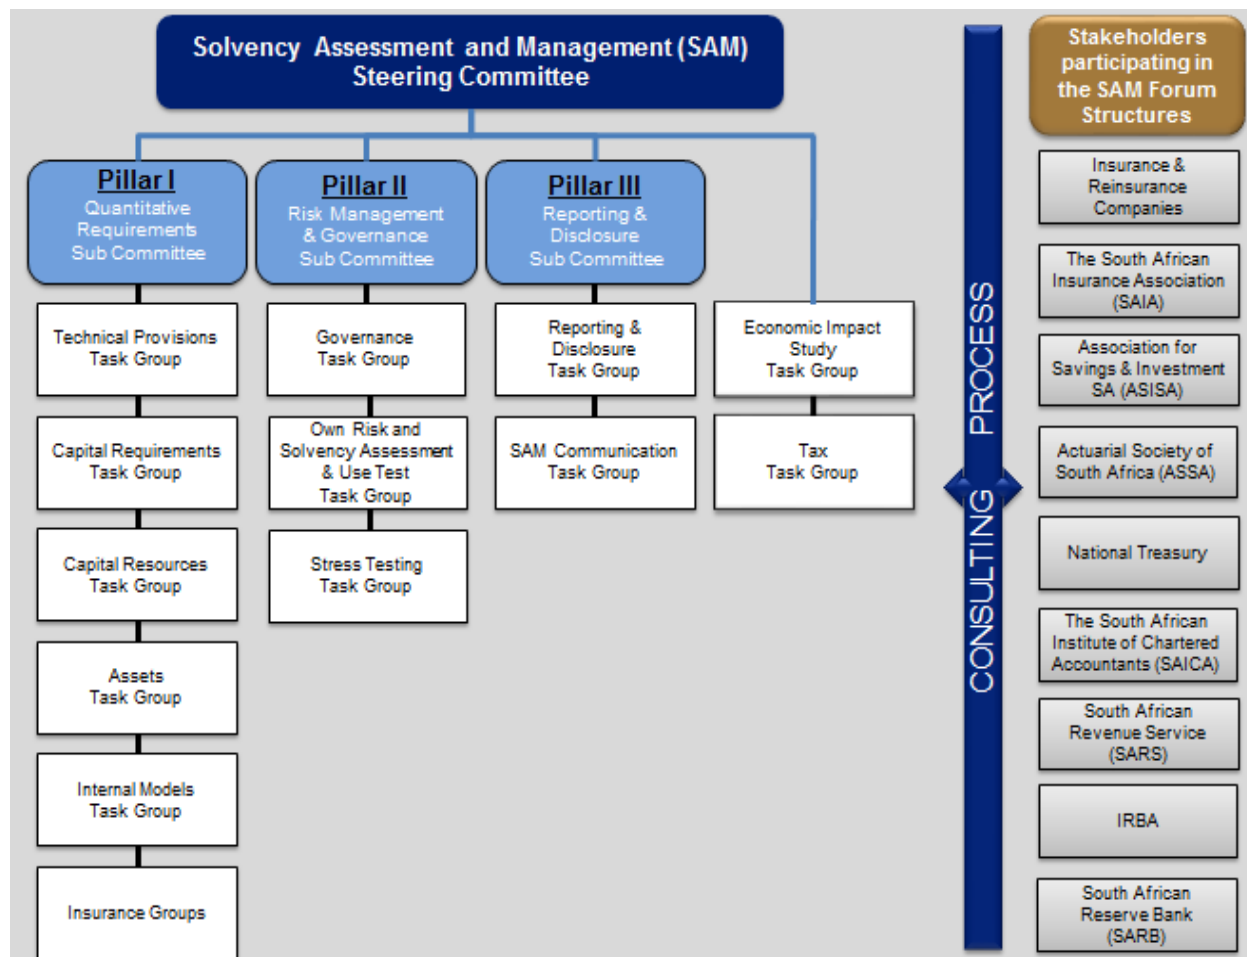 Solvency Assessment and Management (SAM)
Steering Committee
Pillar I
Quantitative
Requirements
Sub Committee
Technical Provisions
Task Group
Capital Requirements
Task Group
Capital Resources
Task Group
Assets
Task Group
Internal Models
Task Group
Insurance Groups
Pillar II
Risk Management
& Governance
Sub Committee
Governance
Task Group
Own Risk and
Solvency Assessment
& Use Test
Task Group
Stress Testing
Task Group
Pillar III
Reporting &
Disclosure
Sub Committee
Reporting &
Disclosure
Task Group
SAM Communication
Task Group
Economic Impact
Study
Task Group
Tax
Task Group
CONSULTING PROCESS
Stakeholders
participating in
the SAM Forum
Structures
Insurance &
Reinsurance
Companies
The South African
Insurance Association
(SAIA)
Association for
Savings & Investment
SA (ASISA)
Actuarial Society of
South Africa (ASSA)
National Treasury
The South African
Institute of Chartered
Accountants (SAICA)
South African
Revenue Service
(SARS)
IRBA
South African
Reserve Bank
(SARB)